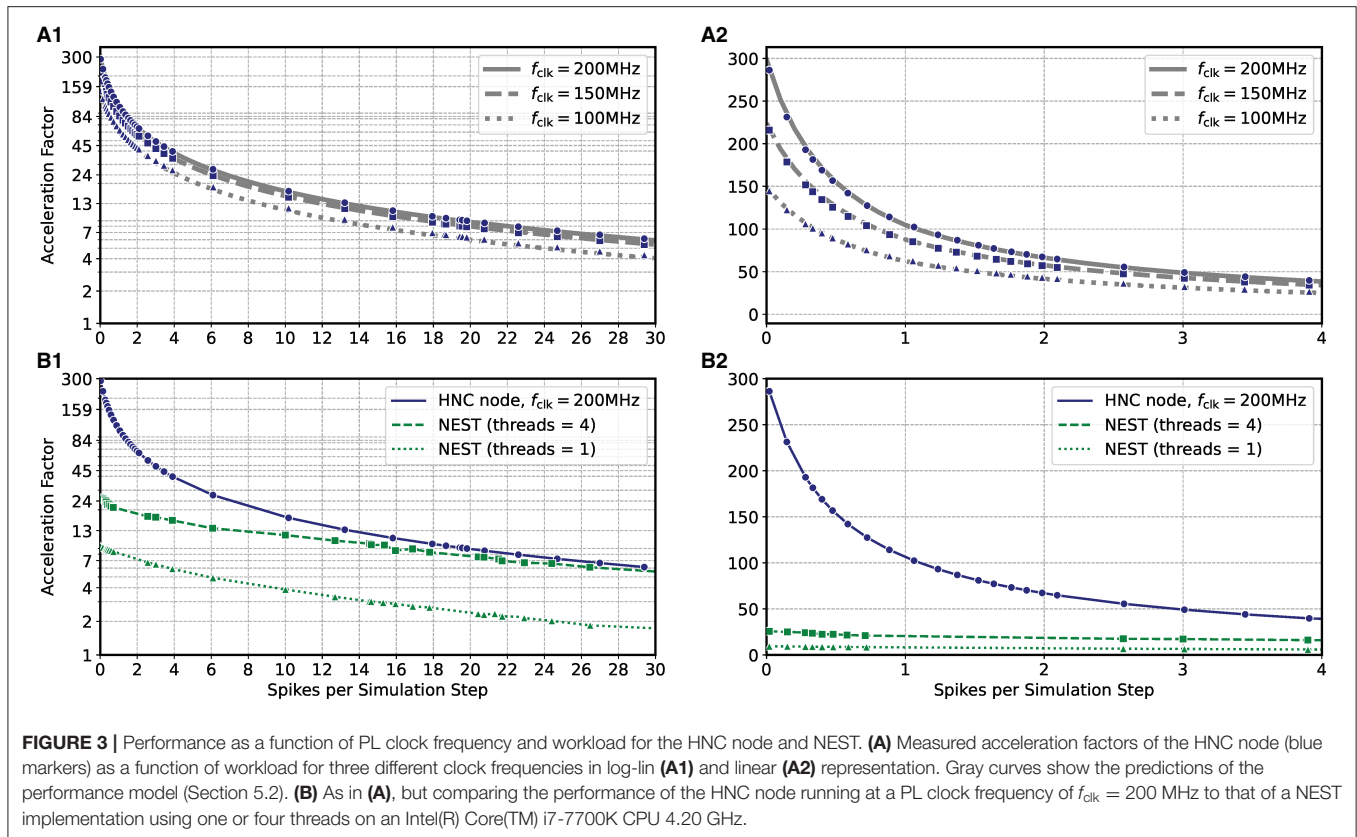 A1
A2
300
159
84
45
24
13
7
4
2
1
Acceleration Factor
f_clk = 200MHz
f_clk = 150MHz
f_clk = 100MHz
0 2 4 6 8 10 12 14 16 18 20 22 24 26 28 30
300
250
200
150
100
50
0
f_clk = 200MHz
f_clk = 150MHz
f_clk = 100MHz
0 1 2 3 4
B1
B2
300
159
84
45
24
13
7
4
2
1
Acceleration Factor
HNC node, f_clk = 200MHz
NEST (threads = 4)
NEST (threads = 1)
0 2 4 6 8 10 12 14 16 18 20 22 24 26 28 30
Spikes per Simulation Step
300
250
200
150
100
50
0
HNC node, f_clk = 200MHz
NEST (threads = 4)
NEST (threads = 1)
0 1 2 3 4
Spikes per Simulation Step
FIGURE 3 | Performance as a function of PL clock frequency and workload for the HNC node and NEST. (A) Measured acceleration factors of the HNC node (blue
markers) as a function of workload for three different clock frequencies in log-lin (A1) and linear (A2) representation. Gray curves show the predictions of the
performance model (Section 5.2). (B) As in (A), but comparing the performance of the HNC node running at a PL clock frequency of f_clk = 200 MHz to that of a NEST
implementation using one or four threads on an Intel(R) Core(TM) i7-7700K CPU 4.20 GHz.